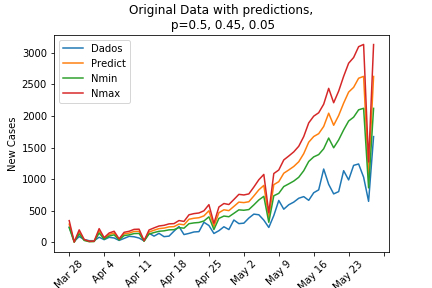 Original Data with predictions,
p=0.5, 0.45, 0.05
Dados
Predict
Nmin
Nmax
New Cases
3000
2500
2000
1500
1000
500
0
Mar 28
Apr 4
Apr 11
Apr 18
Apr 25
May 2
May 9
May 16
May 23